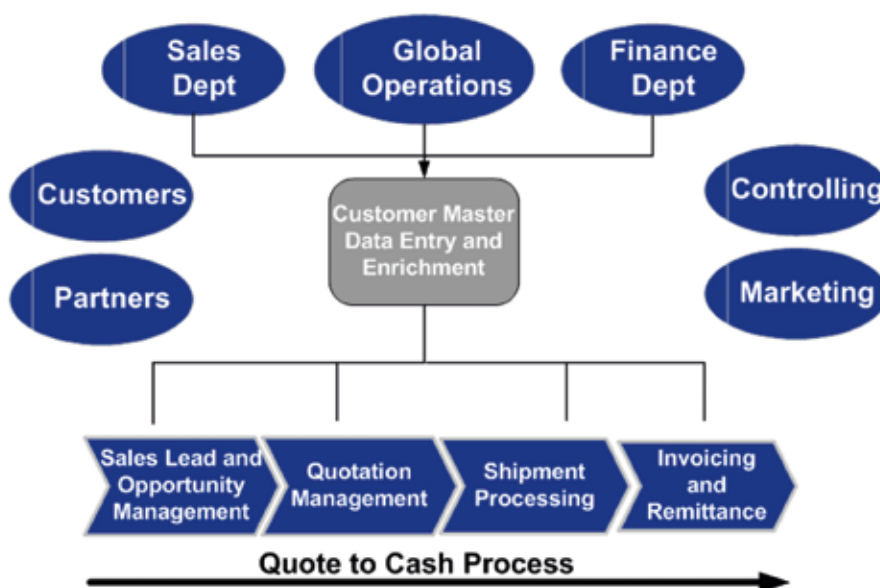 Sales
Dept
Global
Operations
Finance
Dept
Customers
Partners
Customer Master
Data Entry and
Enrichment
Controlling
Marketing
Sales Lead and
Opportunity
Management
Quotation
Management
Shipment
Processing
Invoicing
and
Remittance
Quote to Cash Process